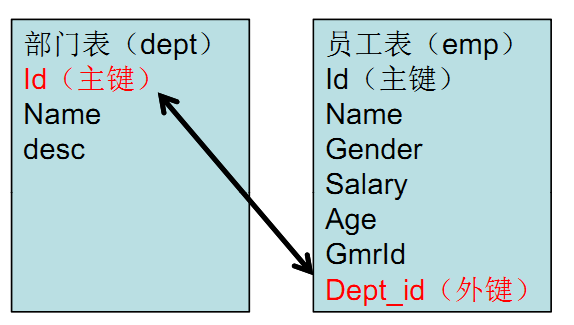 部门表（dept）
Id（主键）
Name
desc
员工表（emp）
Id（主键）
Name
Gender
Salary
Age
GmrId
Dept_id（外键）